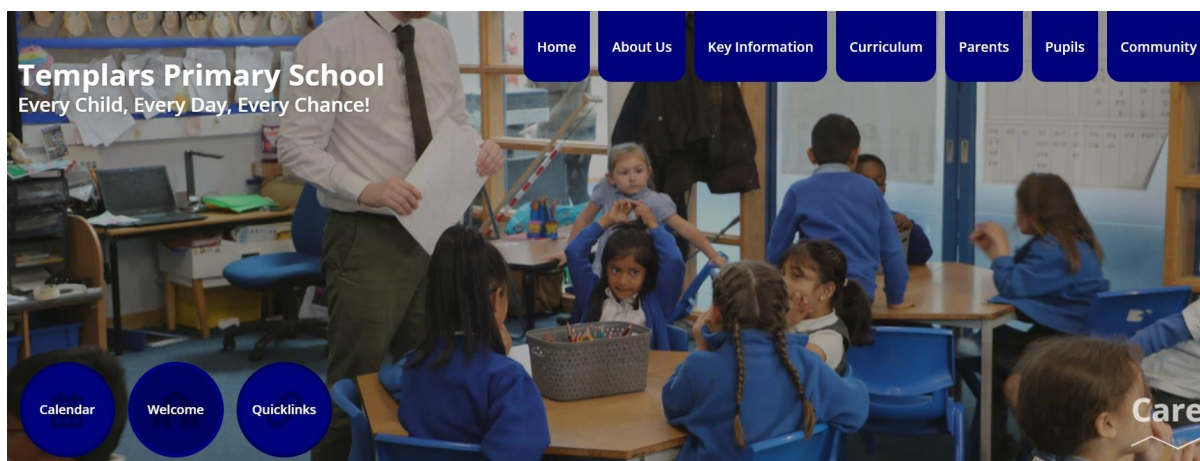 Home
About Us
Key Information
Curriculum
Parents
Pupils
Community
Templars Primary School
Every Child, Every Day, Every Chance!
Calendar
Welcome
Quicklinks
Care